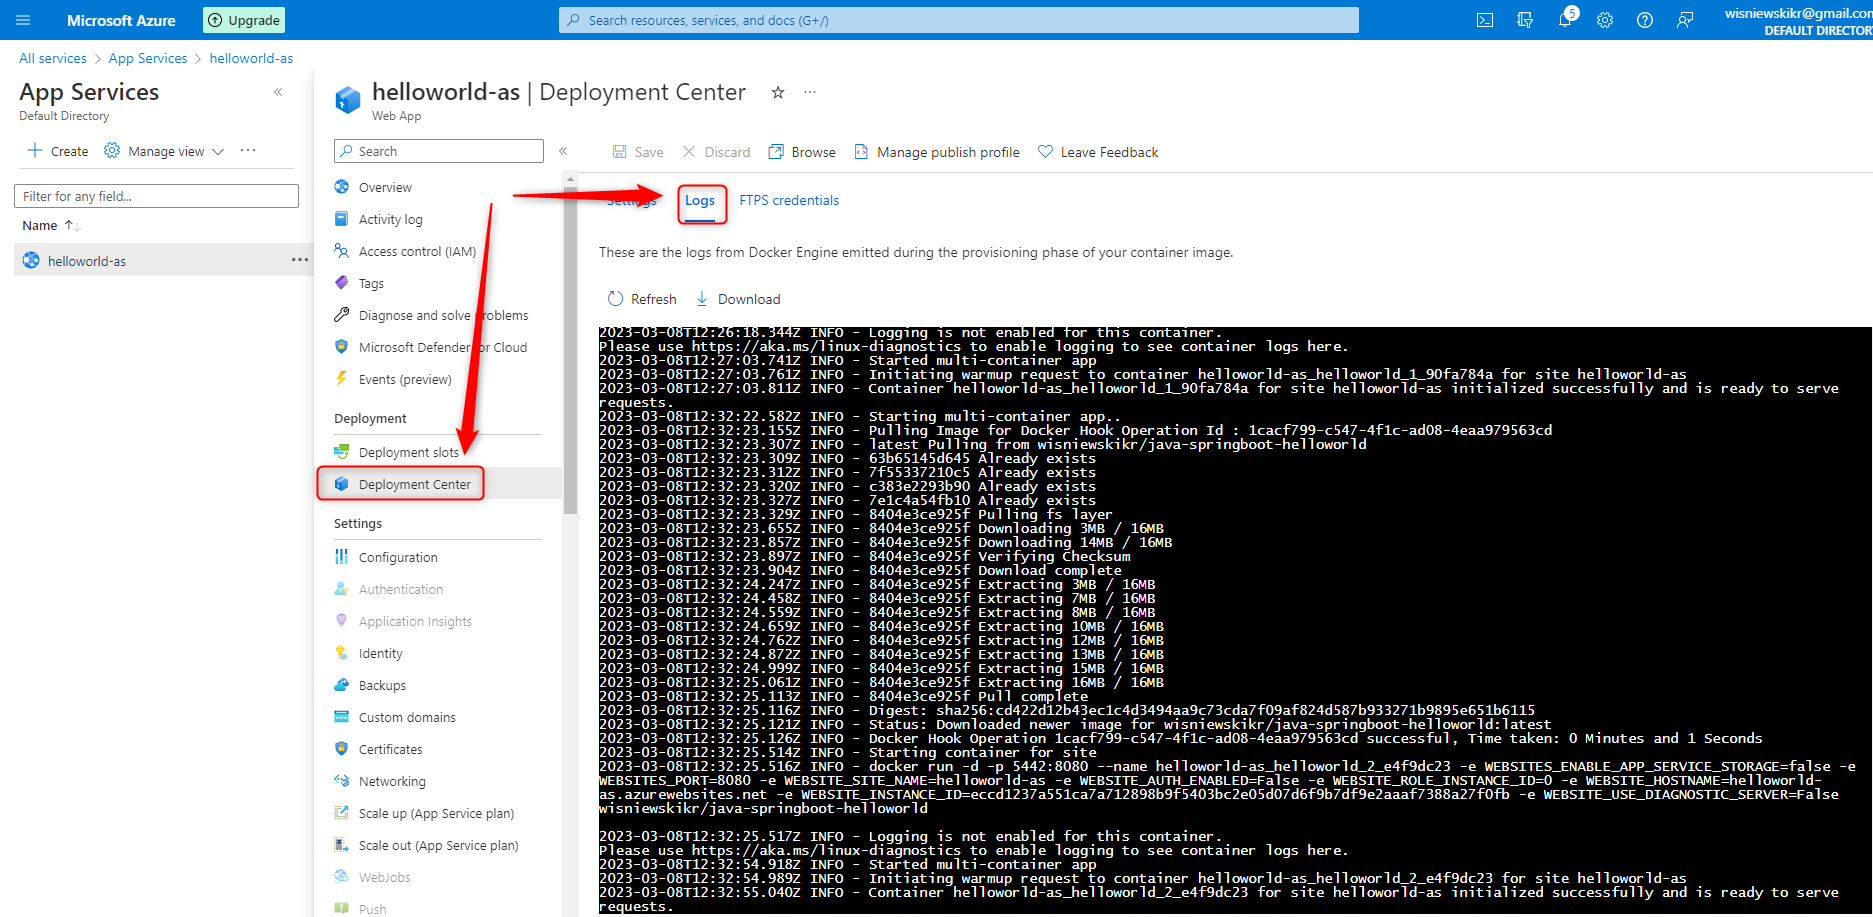 Microsoft Azure
Upgrade
Search resources, services, and docs (G+/)
5
wisniewskikr@gmail.con
DEFAULT DIRECTOR
All services > App Services > helloworld-as
App Services
Default Directory
Create
Manage view
Filter for any field...
Name
helloworld-as
helloworld-as | Deployment Center
Web App
Search
Overview
Activity log
Access control (IAM)
Tags
Diagnose and solve problems
Microsoft Defender for Cloud
Events (preview)
Deployment
Deployment slots
Deployment Center
Settings
Configuration
Authentication
Application Insights
Identity
Backups
Custom domains
Certificates
Networking
Scale up (App Service plan)
Scale out (App Service plan)
WebJobs
Push
Save
Discard
Browse
Manage publish profile
Leave Feedback
Settings
Logs
FTPS credentials
These are the logs from Docker Engine emitted during the provisioning phase of your container image.
Refresh
Download
2023-03-08T12:26:18.344Z INFO - Logging is not enabled for this container.
Please use https://aka.ms/linux-diagnostics to enable logging to see container logs here.
2023-03-08T12:27:03.741Z INFO - Started multi-container app
2023-03-08T12:27:03.761Z INFO - Initiating warmup request to container helloworld-as_helloworld_1_90fa784a for site helloworld-as
2023-03-08T12:27:03.811Z INFO - Container helloworld-as_helloworld_1_90fa784a for site helloworld-as initialized successfully and is ready to serve
requests.
2023-03-08T12:32:22.582Z INFO - Starting multi-container app..
2023-03-08T12:32:23.155Z INFO - Pulling Image for Docker Hook Operation Id : 1cacf799-c547-4f1c-ad08-4eaa979563cd
2023-03-08T12:32:23.307Z INFO - latest Pulling from wisniewskikr/java-springboot-helloworld
2023-03-08T12:32:23.309Z INFO - 63b65145d645 Already exists
2023-03-08T12:32:23.312Z INFO - 7f55337210c5 Already exists
2023-03-08T12:32:23.320Z INFO - c383e2293b90 Already exists
2023-03-08T12:32:23.327Z INFO - 7e1c4a54fb10 Already exists
2023-03-08T12:32:23.329Z INFO - 8404e3ce925f Pulling fs layer
2023-03-08T12:32:23.655Z INFO - 8404e3ce925f Downloading 3MB / 16MB
2023-03-08T12:32:23.857Z INFO - 8404e3ce925f Downloading 14MB / 16MB
2023-03-08T12:32:23.897Z INFO - 8404e3ce925f Verifying Checksum
2023-03-08T12:32:23.904Z INFO - 8404e3ce925f Download complete
2023-03-08T12:32:24.247Z INFO - 8404e3ce925f Extracting 3MB / 16MB
2023-03-08T12:32:24.458Z INFO - 8404e3ce925f Extracting 7MB / 16MB
2023-03-08T12:32:24.559Z INFO - 8404e3ce925f Extracting 8MB / 16MB
2023-03-08T12:32:24.659Z INFO - 8404e3ce925f Extracting 10MB / 16MB
2023-03-08T12:32:24.762Z INFO - 8404e3ce925f Extracting 12MB / 16MB
2023-03-08T12:32:24.872Z INFO - 8404e3ce925f Extracting 13MB / 16MB
2023-03-08T12:32:24.999Z INFO - 8404e3ce925f Extracting 15MB / 16MB
2023-03-08T12:32:25.061Z INFO - 8404e3ce925f Extracting 16MB / 16MB
2023-03-08T12:32:25.113Z INFO - 8404e3ce925f Pull complete
2023-03-08T12:32:25.116Z INFO - Digest: sha256:cd422d12b43ec1c4d3494aa9c73cda7f09af824d587b933271b9895e651b6115
2023-03-08T12:32:25.121Z INFO - Status: Downloaded newer image for wisniewskikr/java-springboot-helloworld:latest
2023-03-08T12:32:25.126Z INFO - Docker Hook Operation 1cacf799-c547-4f1c-ad08-4eaa979563cd successful, Time taken: 0 Minutes and 1 Seconds
2023-03-08T12:32:25.514Z INFO - Starting container for site
2023-03-08T12:32:25.516Z INFO - docker run -d -p 5442:8080 --name helloworld-as_helloworld_2_e4f9dc23 -e WEBSITES_ENABLE_APP_SERVICE_STORAGE=false -e
WEBSITES_PORT=8080 -e WEBSITE_SITE_NAME=helloworld-as -e WEBSITE_AUTH_ENABLED=False -e WEBSITE_ROLE_INSTANCE_ID=0 -e WEBSITE_HOSTNAME=helloworld-
as.azurewebsites.net -e WEBSITE_INSTANCE_ID=eccd1237a551ca7a712898b9f5403bc2e05d07d6f9b7df9e2aaaf7388a27f0fb -e WEBSITE_USE_DIAGNOSTIC_SERVER=False
wisniewskikr/java-springboot-helloworld
2023-03-08T12:32:25.517Z INFO - Logging is not enabled for this container.
Please use https://aka.ms/linux-diagnostics to enable logging to see container logs here.
2023-03-08T12:32:54.918Z INFO - Started multi-container app
2023-03-08T12:32:54.989Z INFO - Initiating warmup request to container helloworld-as_helloworld_2_e4f9dc23 for site helloworld-as
2023-03-08T12:32:55.040Z INFO - Container helloworld-as_helloworld_2_e4f9dc23 for site helloworld-as initialized successfully and is ready to serve
requests.